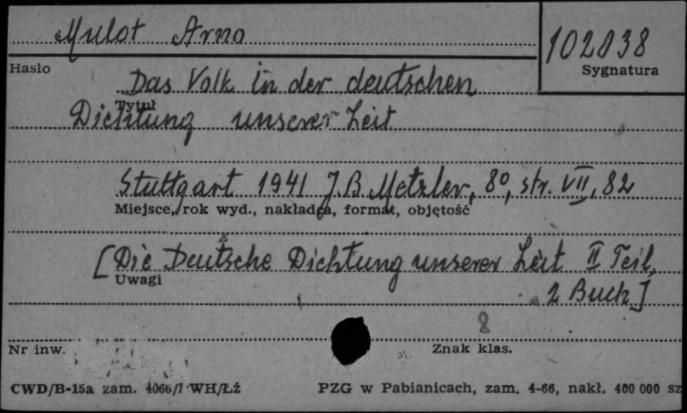 Mulot Arno
102038
Hasło
Sygnatura
Das Volk in der deutschen
Tytuł
Dichtung unserer Zeit
Stuttgart 1941 J.B. Metzler, 8º, str. VII, 82
Miejsce, rok wyd., nakładca, format, objętość
[Die Deutsche Dichtung unserer Zeit II Teil,
Uwagi
2 Buch]
8
Nr inw.
Znak klas.
CWD/B-15a zam. 4066/I WH/Łź
PZG w Pabianicach, zam. 4-66, nakł. 400 000 sz